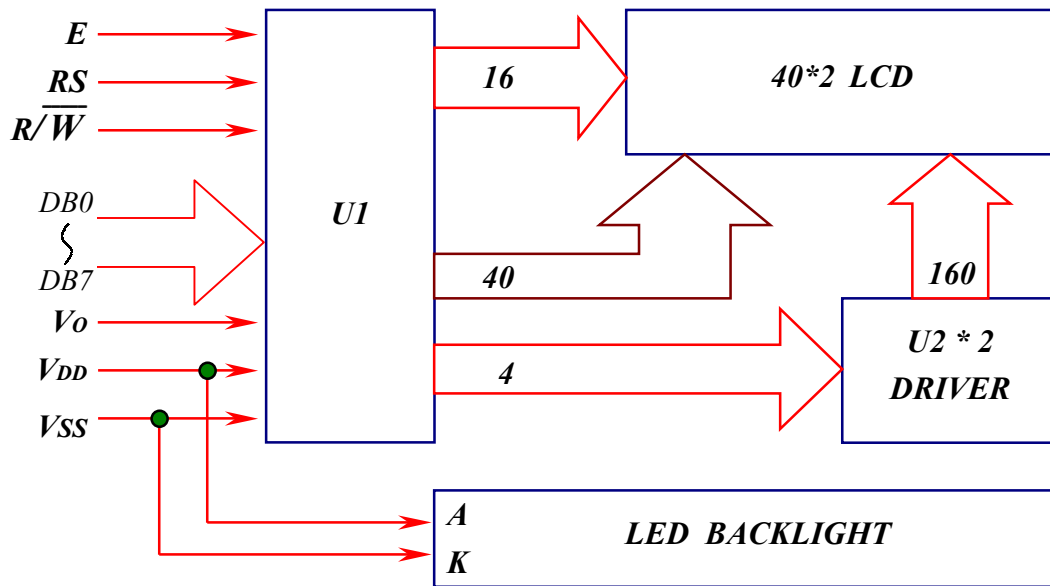 E
RS
R/W̅
DB0
DB7
VO
VDD
VSS
U1
16
40
4
40*2 LCD
160
U2 * 2
DRIVER
A
K
LED BACKLIGHT